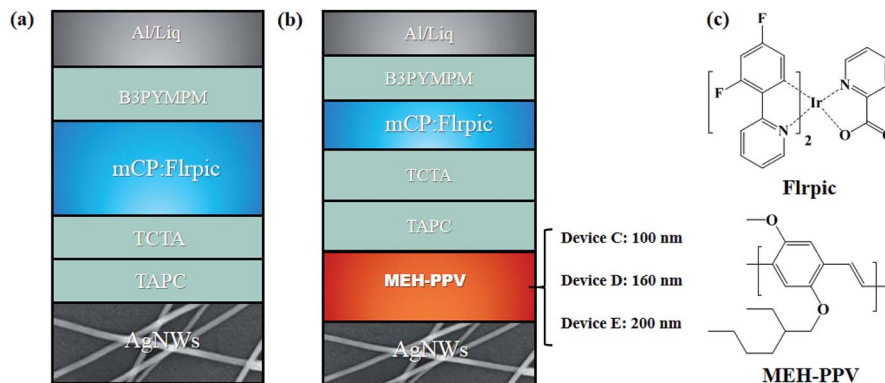 (a)
Al/Liq
B3PYMPM
mCP:FIrpic
TCTA
TAPC
AgNWs
(b)
Al/Liq
B3PYMPM
mCP:FIrpic
TCTA
TAPC
MEH-PPV
AgNWs
Device C: 100 nm
Device D: 160 nm
Device E: 200 nm
(c)
F
F
N
Ir
N
O
O
2
FIrpic
O
O
MEH-PPV